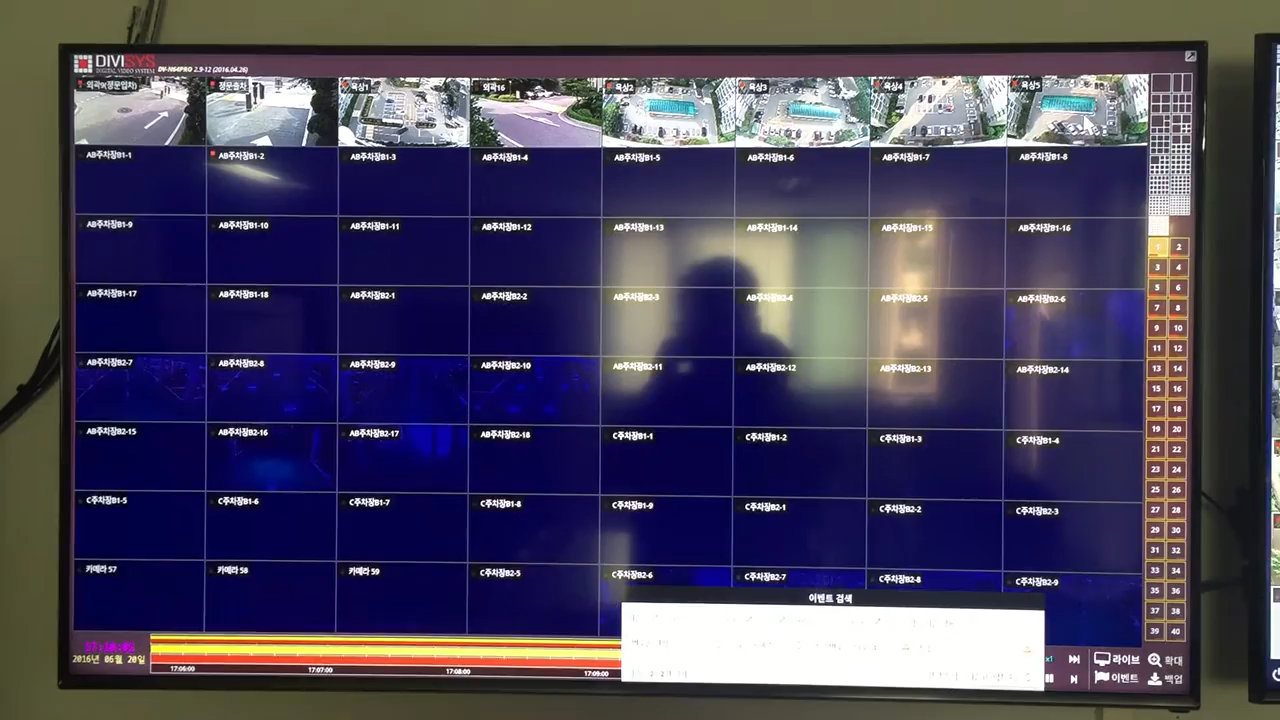 DIVISYS
DIGITAL VIDEO SYSTEM
DV-N64PRO 2.9-12 (2016.04.26)
외곽9(정문입차) 정문출차 옥상1 외곽16 옥상2 옥상3 옥상4 옥상5
AB주차장B1-1 AB주차장B1-2 AB주차장B1-3 AB주차장B1-4 AB주차장B1-5 AB주차장B1-6 AB주차장B1-7 AB주차장B1-8
AB주차장B1-9 AB주차장B1-10 AB주차장B1-11 AB주차장B1-12 AB주차장B1-13 AB주차장B1-14 AB주차장B1-15 AB주차장B1-16
AB주차장B1-17 AB주차장B1-18 AB주차장B2-1 AB주차장B2-2 AB주차장B2-3 AB주차장B2-4 AB주차장B2-5 AB주차장B2-6
AB주차장B2-7 AB주차장B2-8 AB주차장B2-9 AB주차장B2-10 AB주차장B2-11 AB주차장B2-12 AB주차장B2-13 AB주차장B2-14
AB주차장B2-15 AB주차장B2-16 AB주차장B2-17 AB주차장B2-18 C주차장B1-1 C주차장B1-2 C주차장B1-3 C주차장B1-4
C주차장B1-5 C주차장B1-6 C주차장B1-7 C주차장B1-8 C주차장B1-9 C주차장B2-1 C주차장B2-2 C주차장B2-3
카메라 57 카메라 58 카메라 59 C주차장B2-5 C주차장B2-6 C주차장B2-7 C주차장B2-8 C주차장B2-9
1 2
3 4
5 6
7 8
9 10
11 12
13 14
15 16
17 18
19 20
21 22
23 24
25 26
27 28
29 30
31 32
33 34
35 36
37 38
39 40
이벤트 검색
2016년 06월 20일
17:06:00 17:07:00 17:08:00 17:09:00
x1
라이브 확대
이벤트 백업